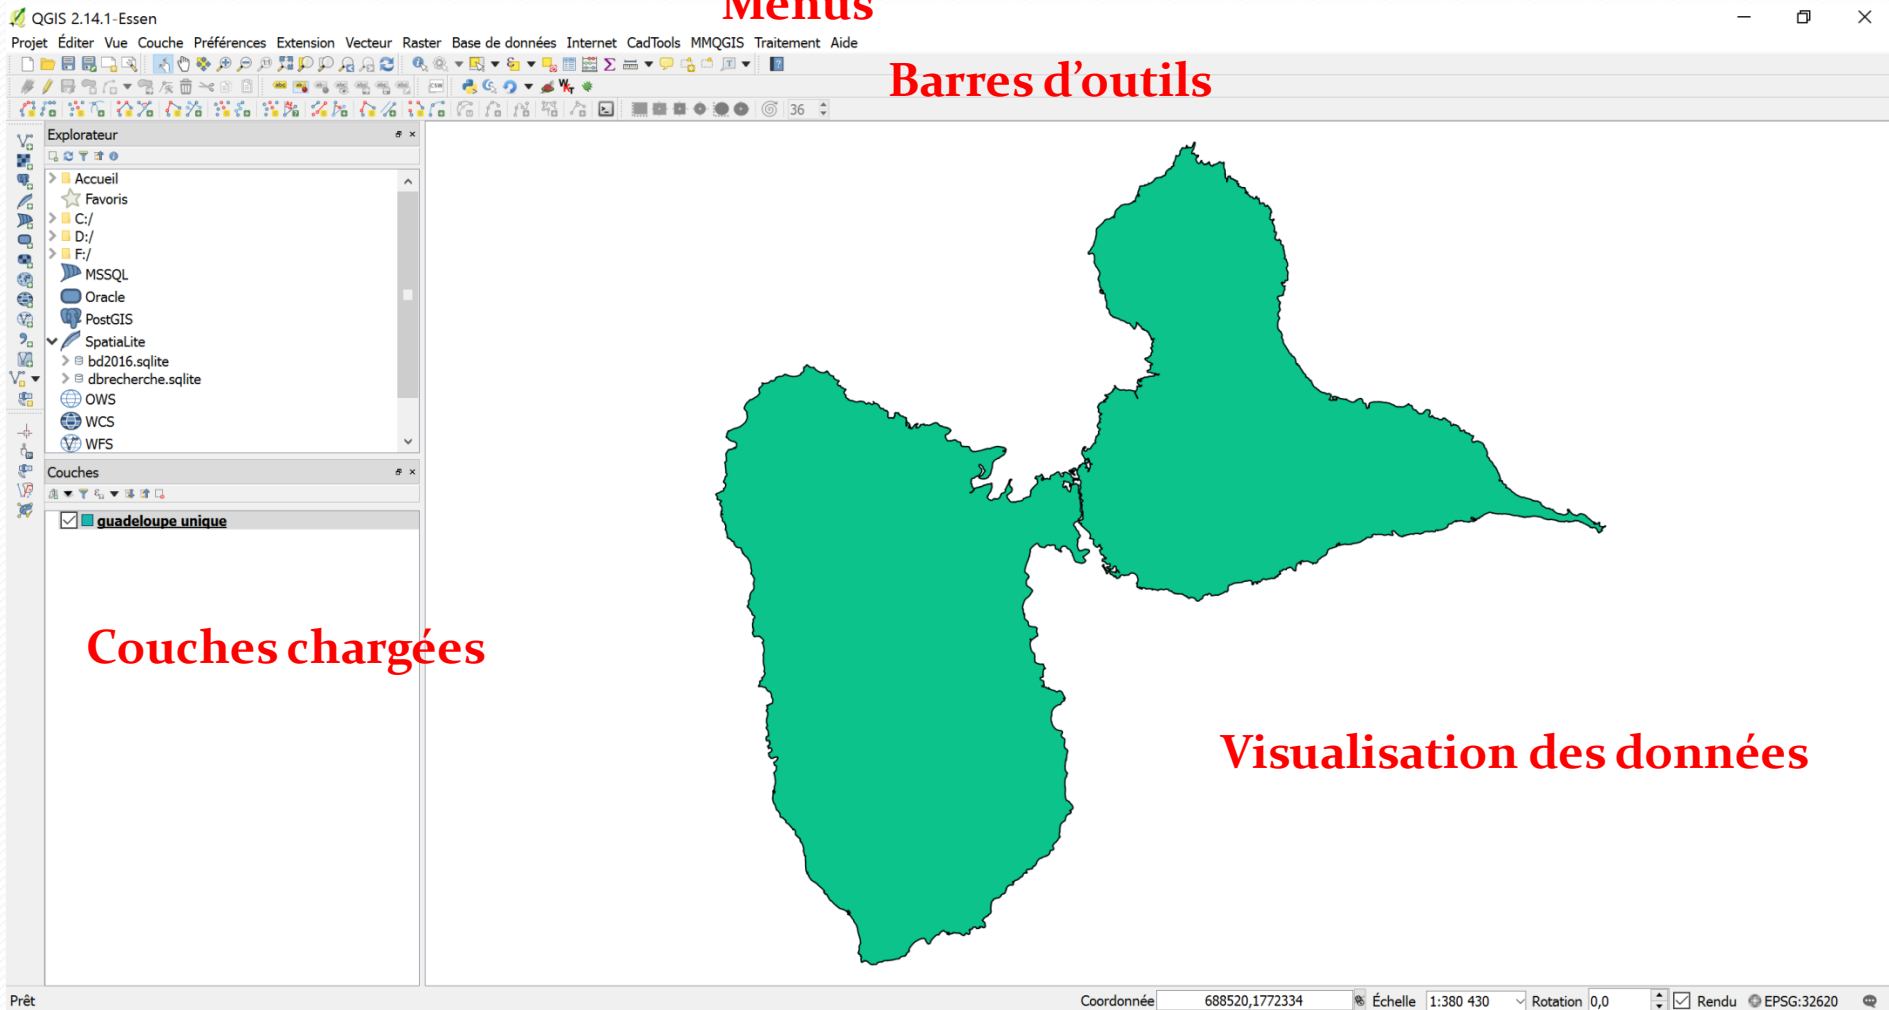 Menus
QGIS 2.14.1-Essen
Projet Éditer Vue Couche Préférences Extension Vecteur Raster Base de données Internet CadTools MMQGIS Traitement Aide
Barres d’outils
CSW
36
Explorateur
Accueil
Favoris
C:/
D:/
F:/
MSSQL
Oracle
PostGIS
SpatiaLite
bd2016.sqlite
dbrecherche.sqlite
OWS
WCS
WFS
Couches
guadeloupe unique
Couches chargées
Visualisation des données
Prêt
Coordonnée 688520,1772334 Échelle 1:380 430 Rotation 0,0 Rendu EPSG:32620